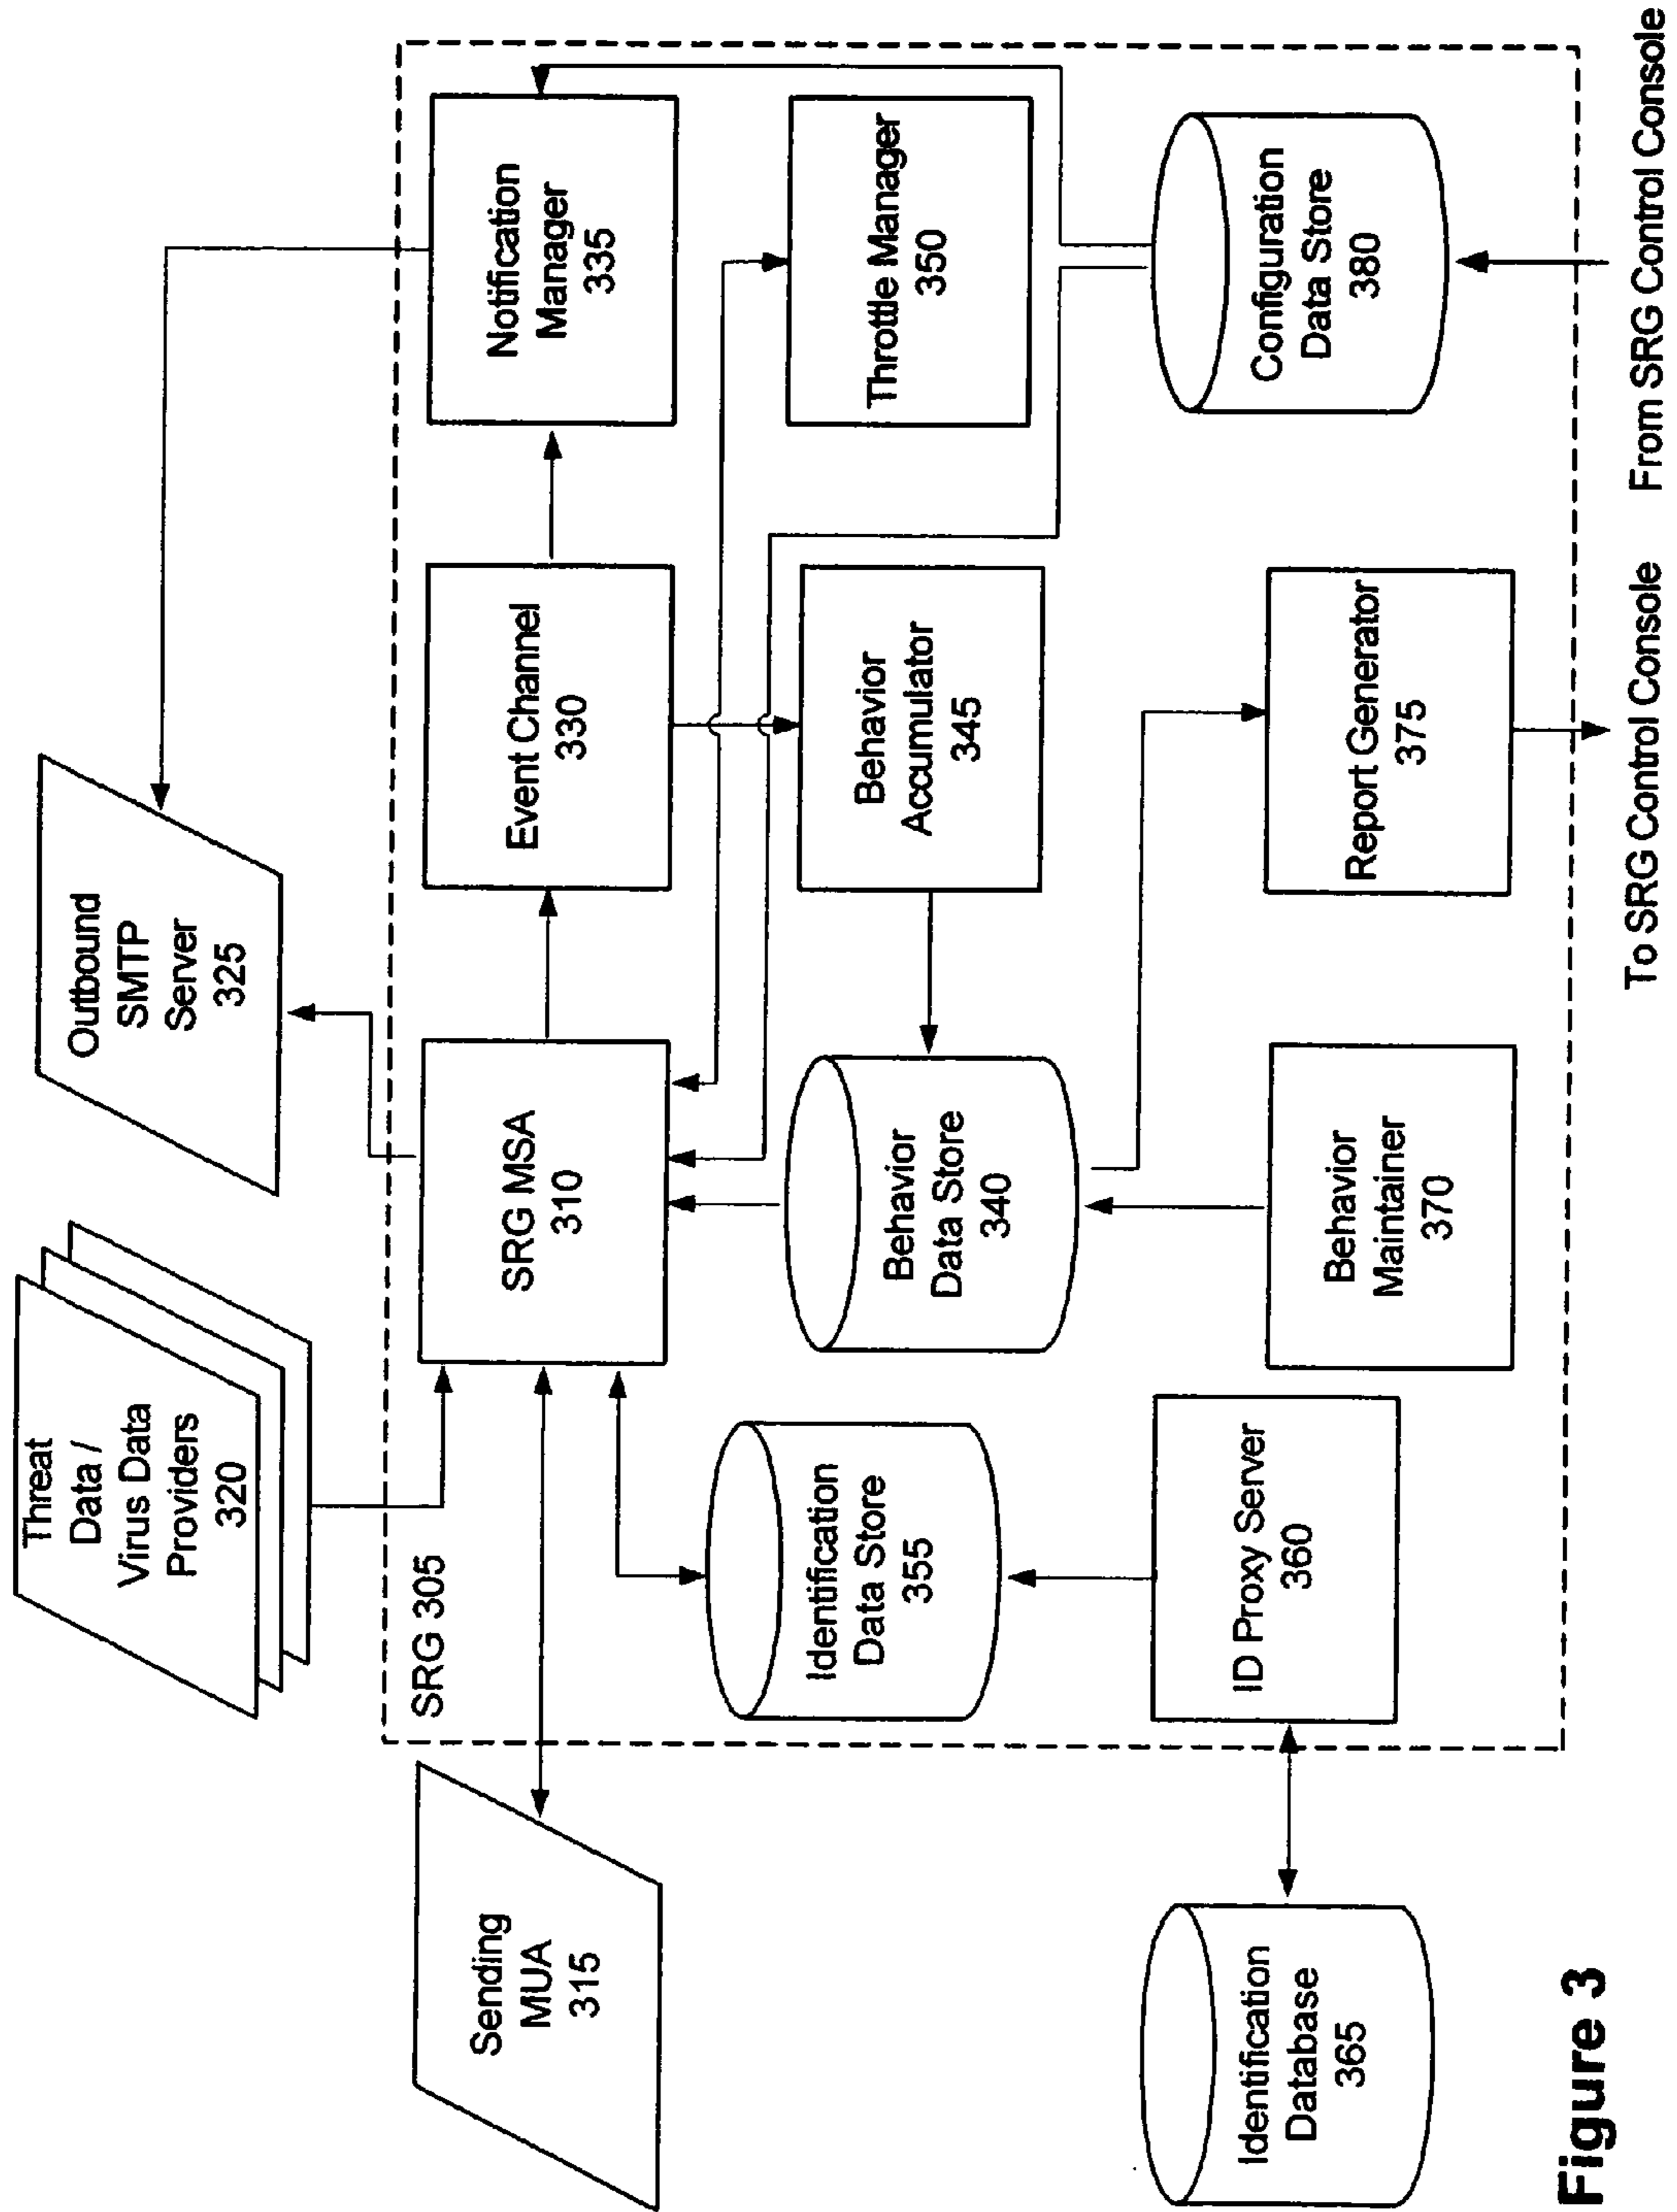 Threat
Data /
Virus Data
Providers
320
Outbound
SMTP
Server
325
SRG 305
Sending
MUA
315
SRG MSA
310
Event Channel
330
Notification
Manager
335
Identification
Data Store
355
Behavior
Data Store
340
Behavior
Accumulator
345
Throttle Manager
350
Identification
Database
365
ID Proxy Server
360
Behavior
Maintainer
370
Report Generator
375
Configuration
Data Store
380
To SRG Control Console
From SRG Control Console
Figure 3